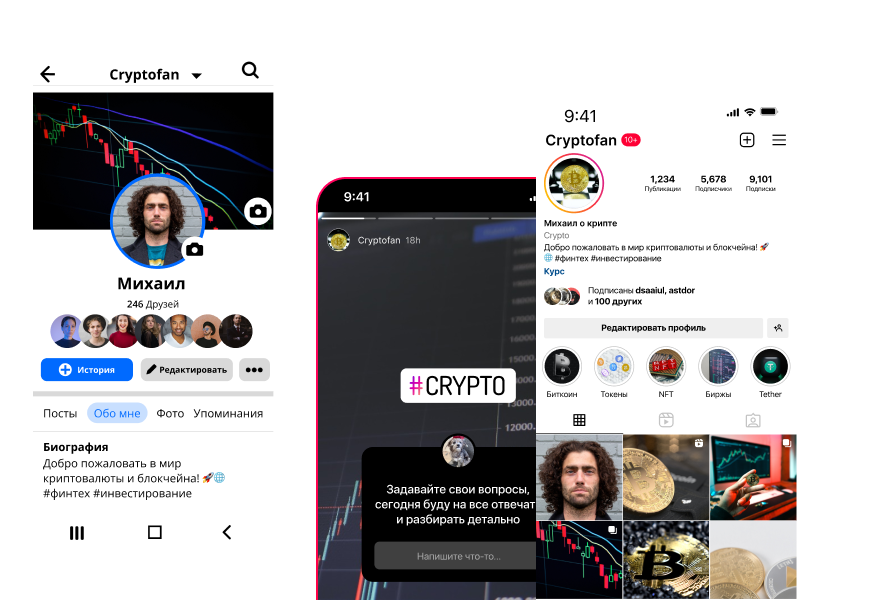 Cryptofan
Михаил
246 Друзей
История
Редактировать
Посты
Обо мне
Фото
Упоминания
Биография
Добро пожаловать в мир
криптовалюты и блокчейна! 🚀🌐
#финтех #инвестирование
9:41
Cryptofan 18h
15000.
12000.
#CRYPTO
Задавайте свои вопросы,
сегодня буду на все отвечат
и разбирать детально
Напишите что-то...
9:41
Cryptofan 10+
1,234
5,678
9,101
Публикации
Подписчики
Подписки
Михаил о крипте
Crypto
Добро пожаловать в мир криптовалюты и блокчейна! 🚀
🌐 #финтех #инвестирование
Курс
Подписаны dsaaiul, astdor
и 100 других
Редактировать профиль
NFT
Биткоин
Токены
NFT
Биржы
Tether